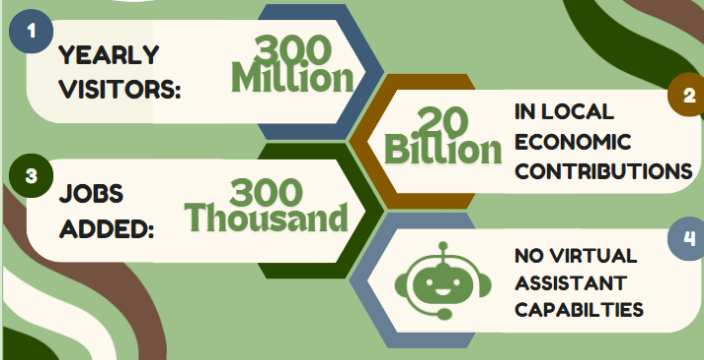 1
YEARLY
VISITORS:
300
Million
2
20
Billion
IN LOCAL
ECONOMIC
CONTRIBUTIONS
3
JOBS
ADDED:
300
Thousand
4
NO VIRTUAL
ASSISTANT
CAPABILTIES